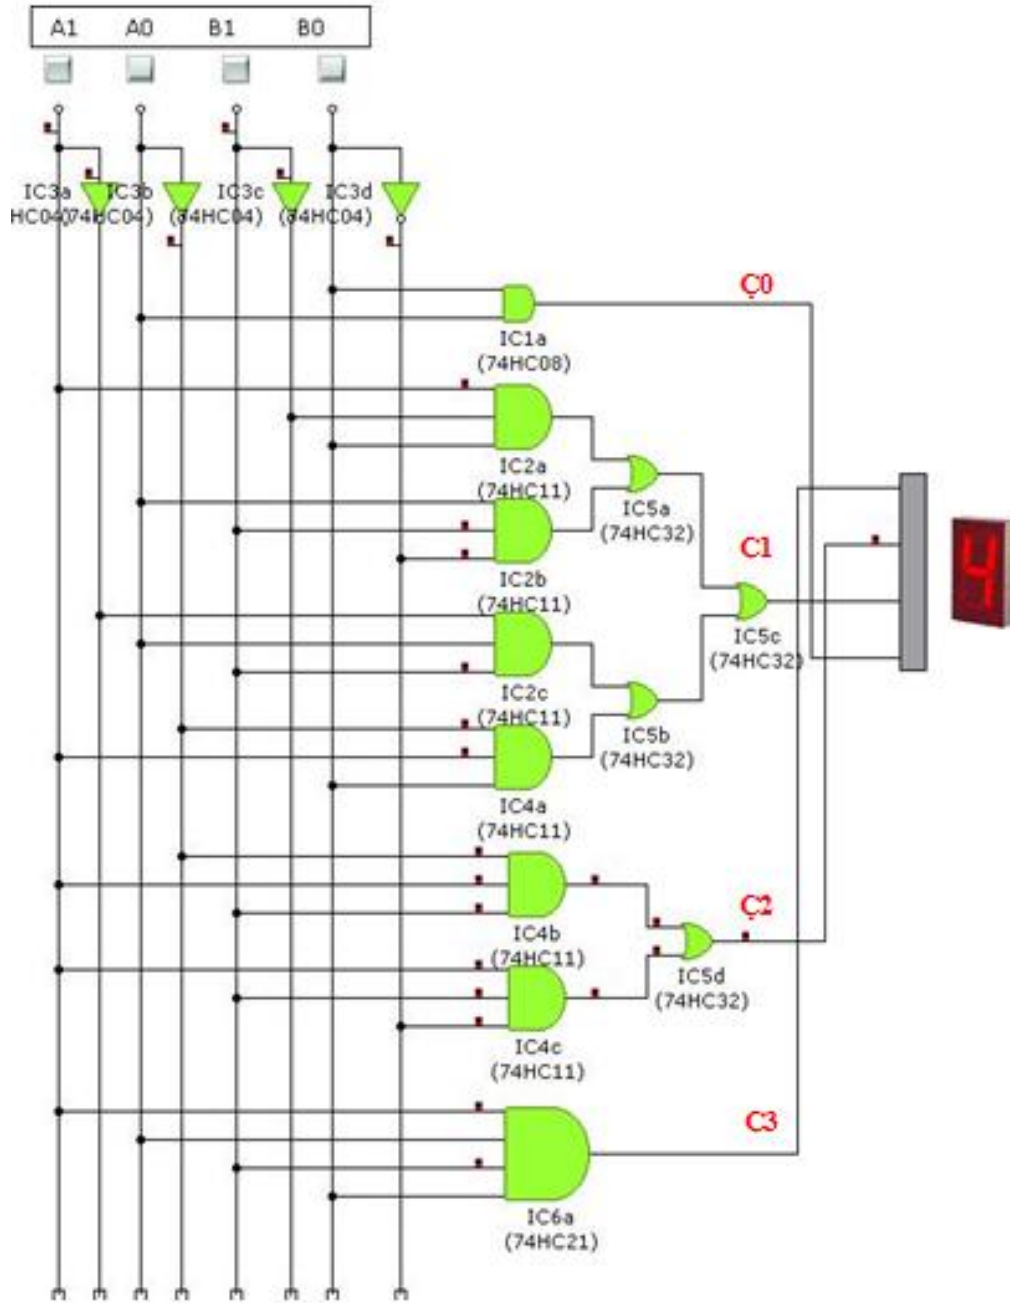 A1 A0 B1 B0
IC3a IC3b IC3c IC3d
HC04)(74HC04) (74HC04) (74HC04)
Ç0
IC1a
(74HC08)
IC2a
(74HC11)
IC5a
(74HC32)
Ç1
IC2b
(74HC11)
IC5c
(74HC32)
IC2c
(74HC11)
IC5b
(74HC32)
IC4a
(74HC11)
Ç2
IC4b
(74HC11)
IC5d
(74HC32)
IC4c
(74HC11)
Ç3
IC6a
(74HC21)
4